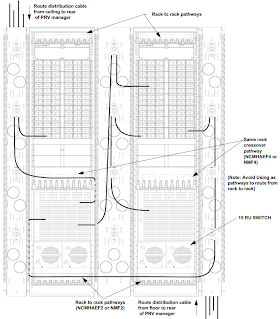 Route distribution cable
from ceiling to rear
of PRV manager
Rack to rack pathways
Same rack
crossover
pathway
(NCMHAEF4 or
NMF4)
(Note: Avoid Using as
pathways to route from
rack to rack)
15 RU SWITCH
Rack to rack pathways
(NCMHAEF2 or NMF2)
Route distribution cable
from floor to rear
of PRV manager